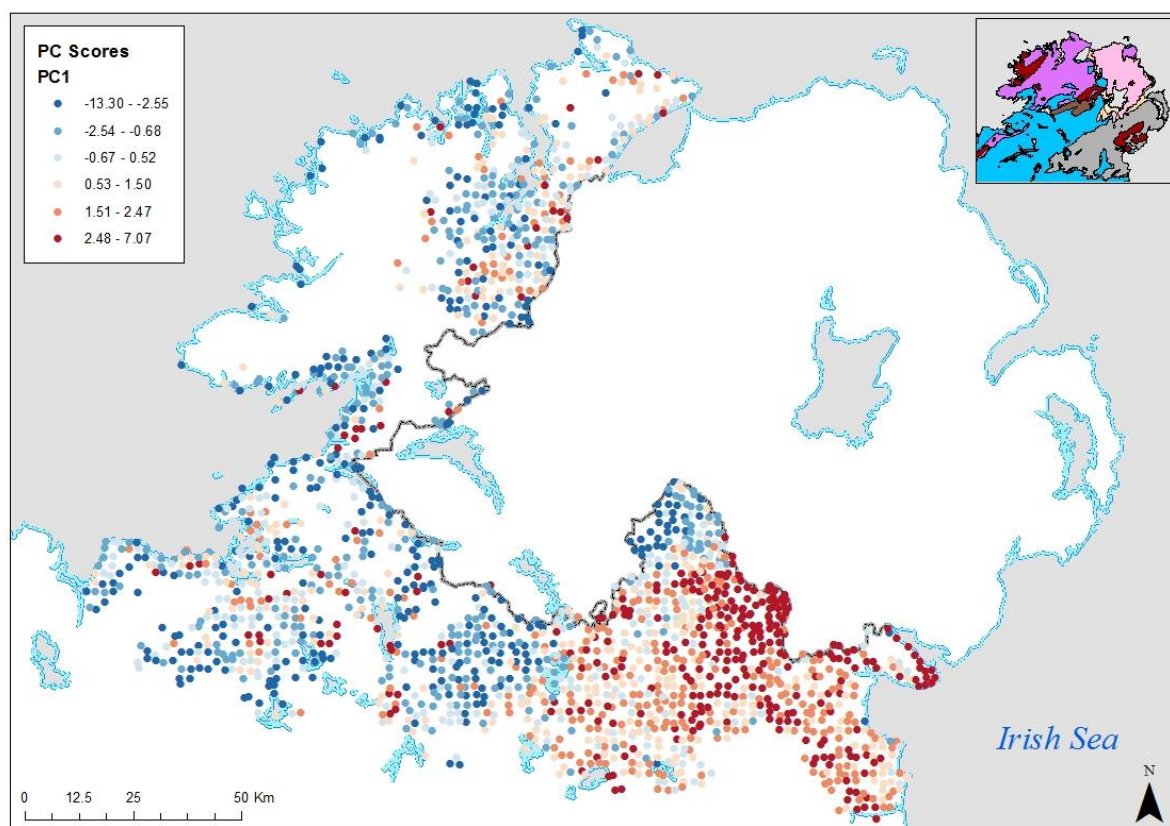 PC Scores
PC1
-13.30 - -2.55
-2.54 - -0.68
-0.67 - 0.52
0.53 - 1.50
1.51 - 2.47
2.48 - 7.07
Irish Sea
N
0 12.5 25 50 Km